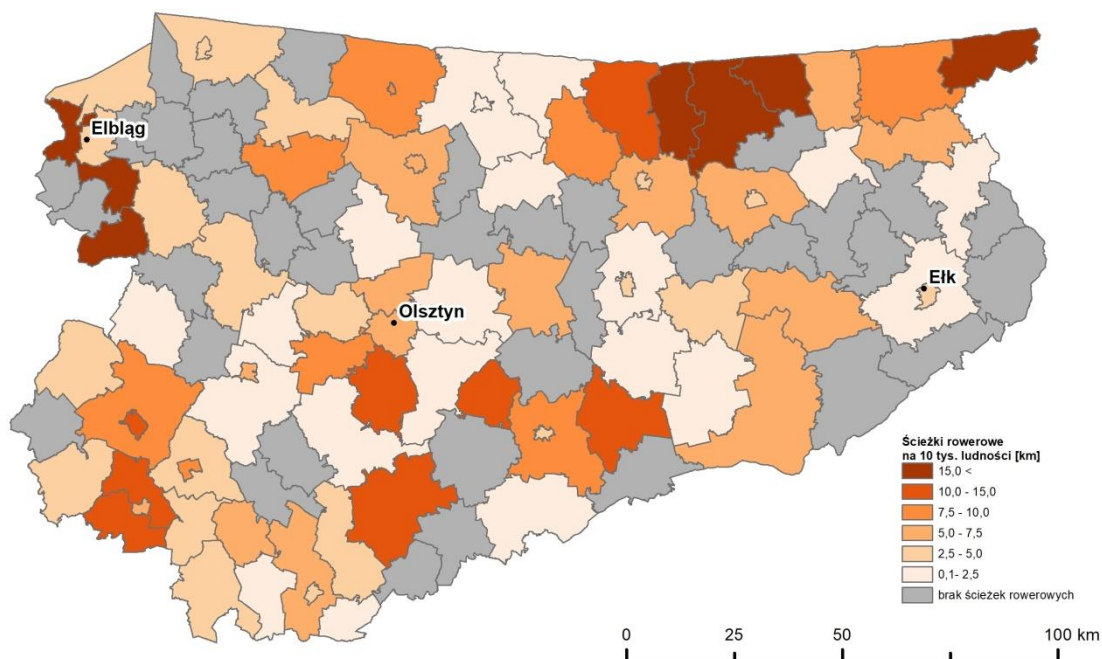 Elbląg
Ełk
Olsztyn
Ścieżki rowerowe
na 10 tys. ludności [km]
15,0 <
10,0 - 15,0
7,5 - 10,0
5,0 - 7,5
2,5 - 5,0
0,1- 2,5
brak ścieżek rowerowych
0 25 50 100 km